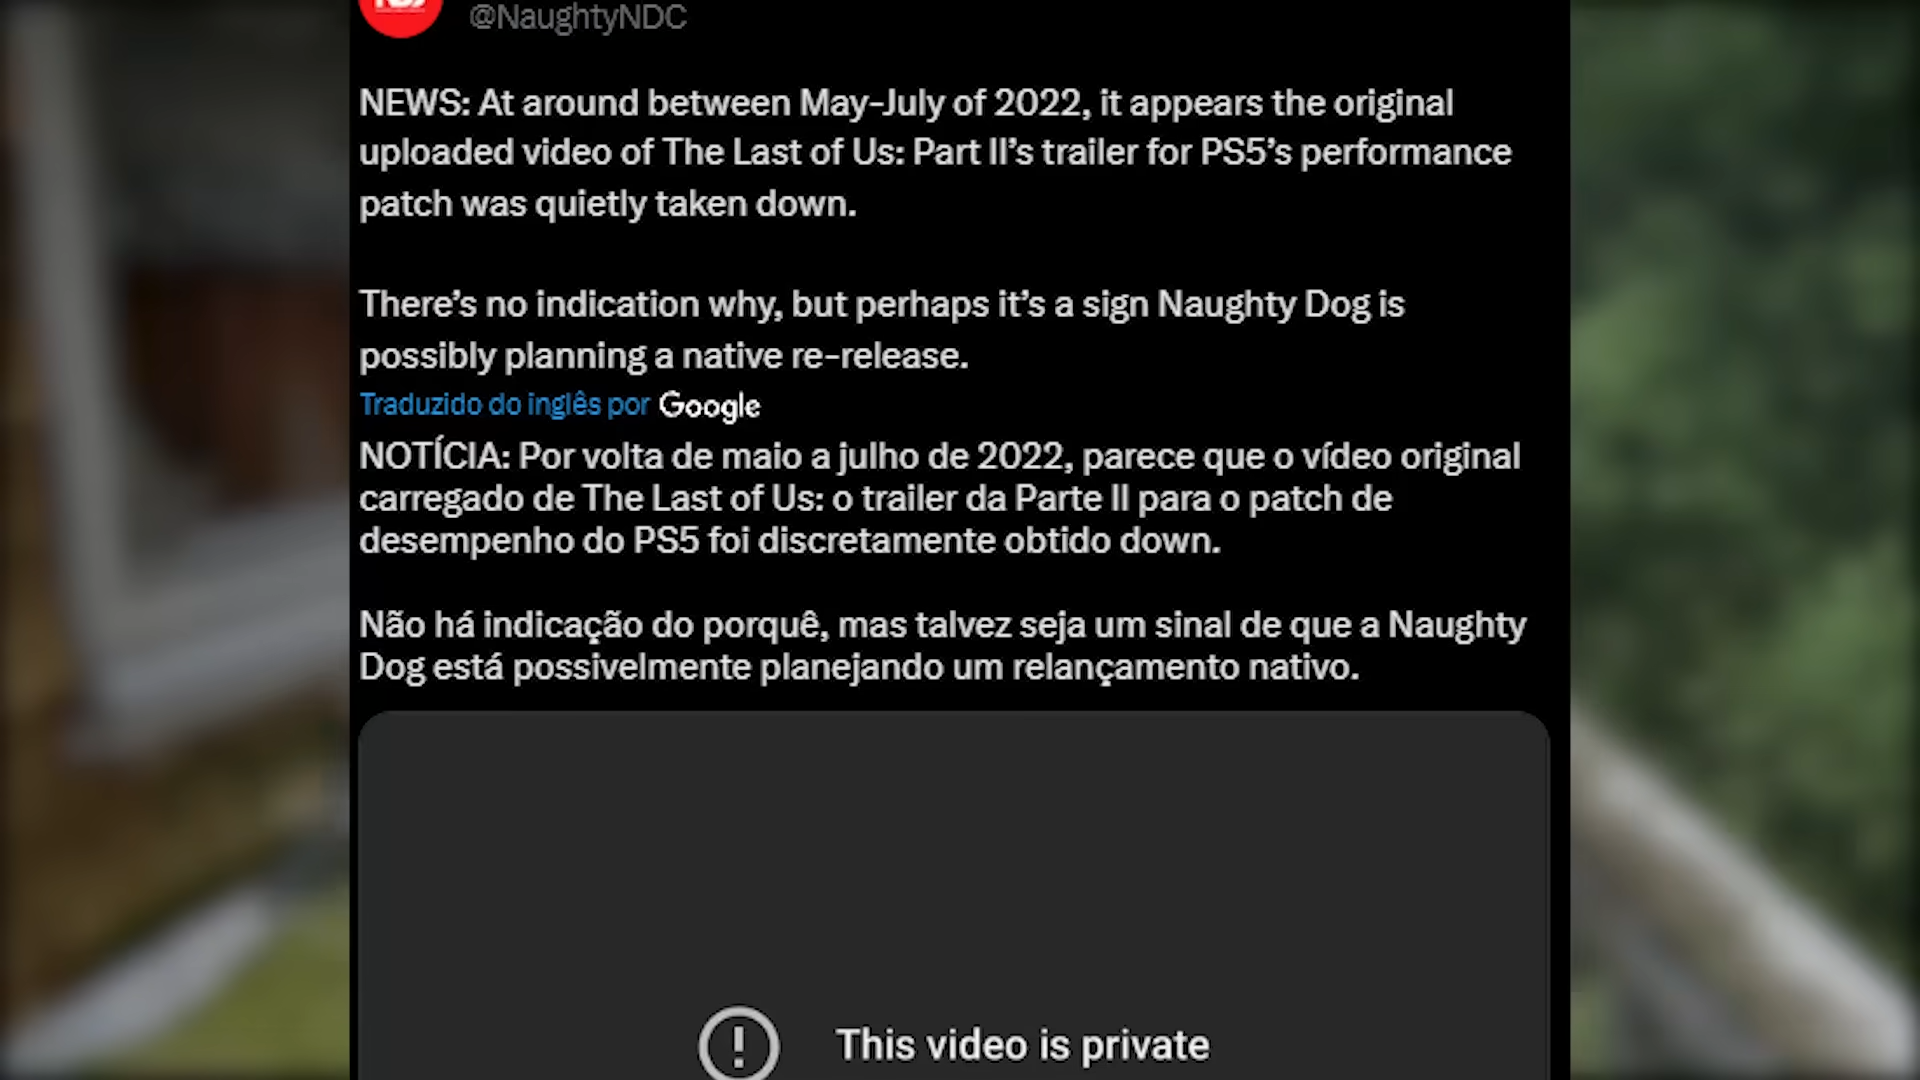 @NaughtyNDC
NEWS: At around between May-July of 2022, it appears the original
uploaded video of The Last of Us: Part II’s trailer for PS5’s performance
patch was quietly taken down.
There’s no indication why, but perhaps it’s a sign Naughty Dog is
possibly planning a native re-release.
Traduzido do inglês por Google
NOTÍCIA: Por volta de maio a julho de 2022, parece que o vídeo original
carregado de The Last of Us: o trailer da Parte II para o patch de
desempenho do PS5 foi discretamente obtido down.
Não há indicação do porquê, mas talvez seja um sinal de que a Naughty
Dog está possivelmente planejando um relançamento nativo.
This video is private